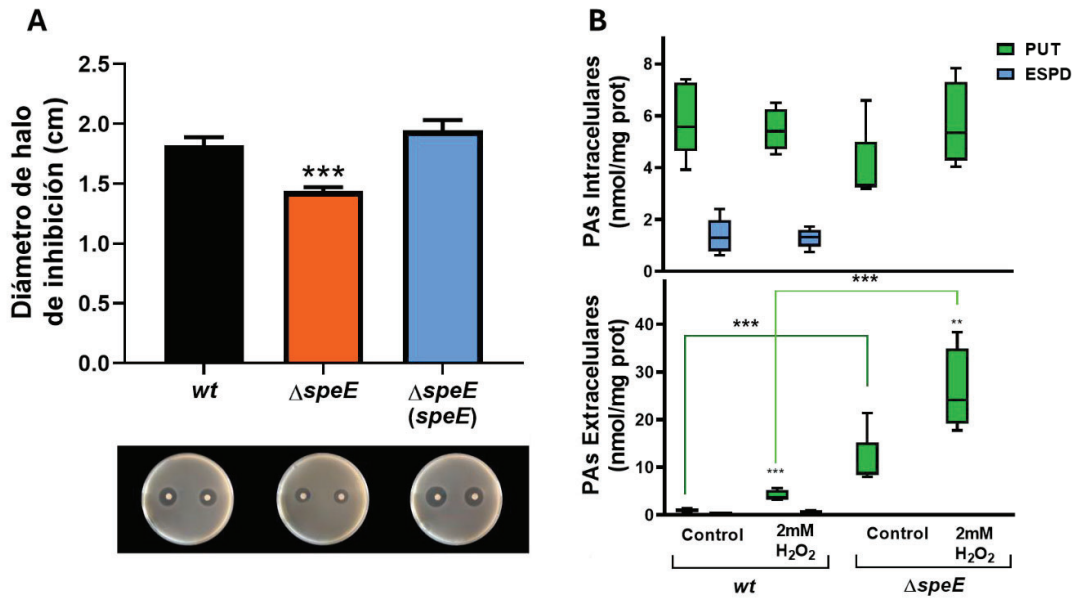 A
Diámetro de halo
de inhibición (cm)
2.5
2.0
1.5
1.0
0.5
0.0
***
wt
ΔspeE
ΔspeE
(speE)
B
PUT
ESPD
PAs Intracelulares
(nmol/mg prot)
8
6
4
2
0
PAs Extracelulares
(nmol/mg prot)
40
30
20
10
0
***
***
**
***
Control
2mM
H₂O₂
Control
2mM
H₂O₂
wt
ΔspeE